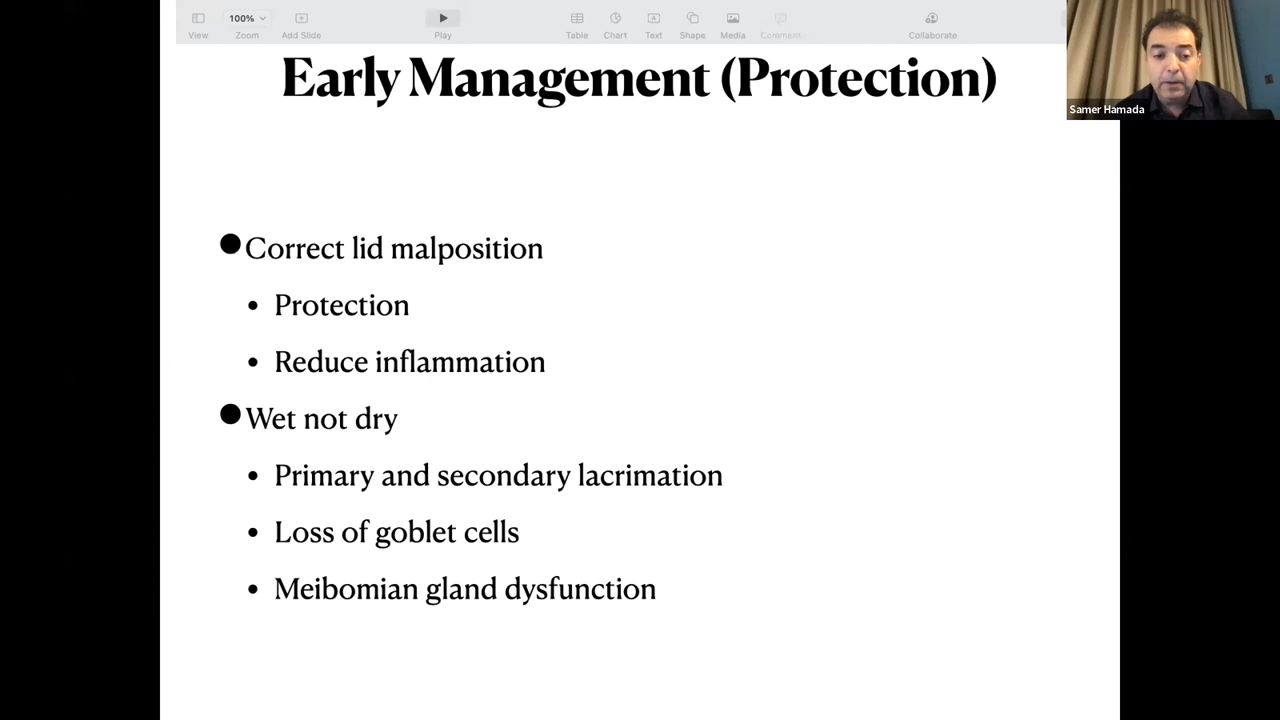 100%
View
Zoom
Add Slide
Play
Table
Chart
Text
Shape
Media
Comment
Collaborate
Samer Hamada
Early Management (Protection)
Correct lid malposition
Protection
Reduce inflammation
Wet not dry
Primary and secondary lacrimation
Loss of goblet cells
Meibomian gland dysfunction